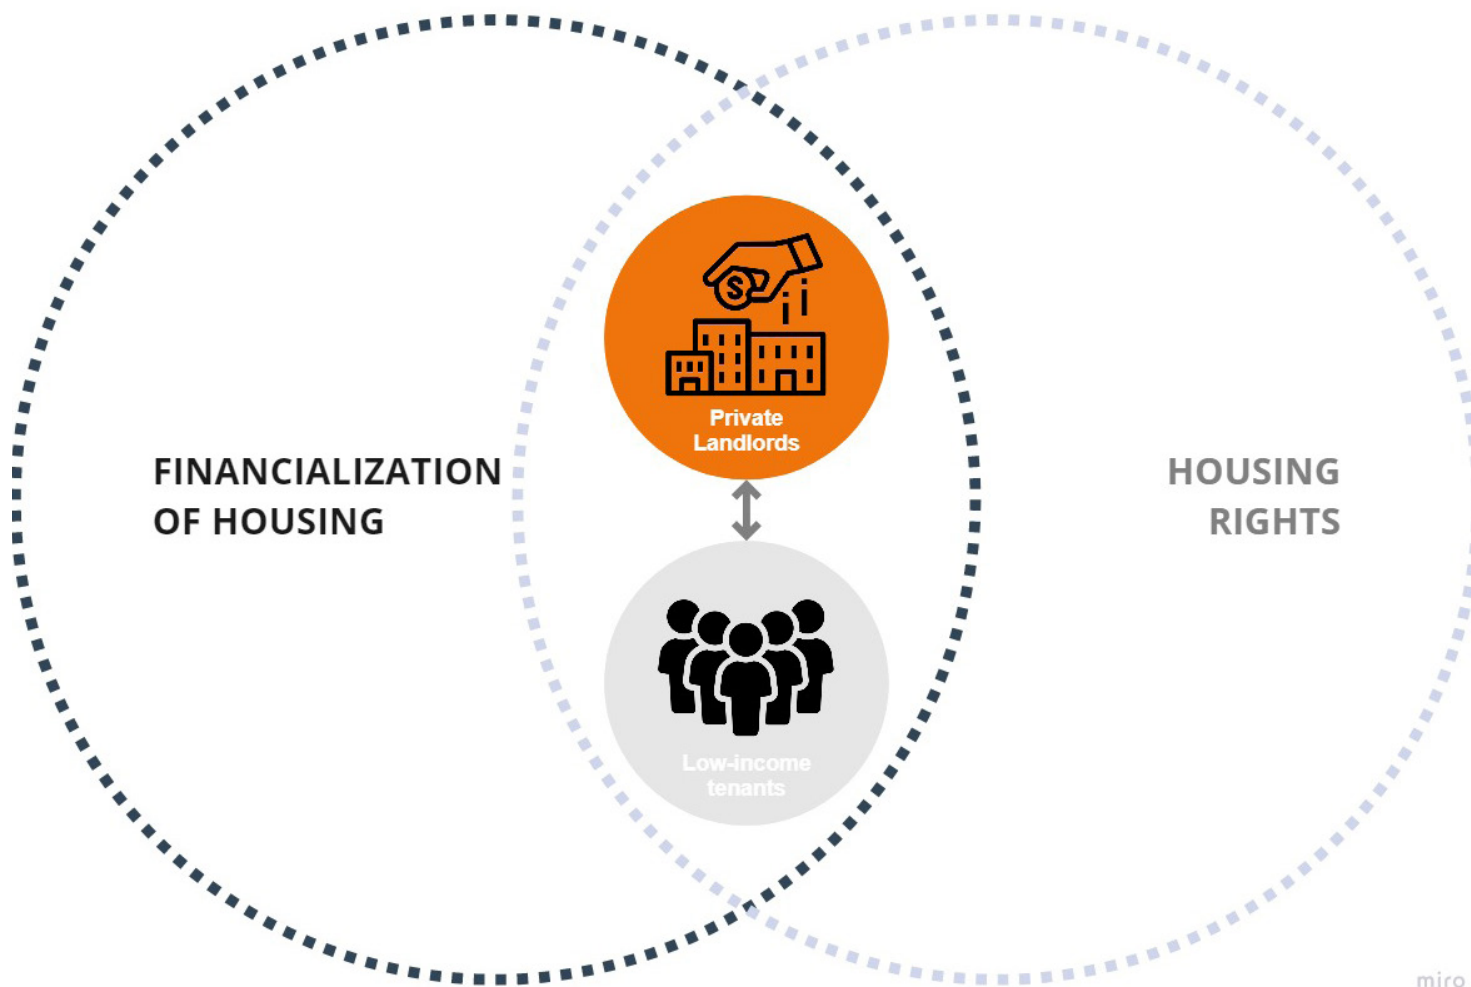 FINANCIALIZATION
OF HOUSING
$
Private
Landlords
Low-income
tenants
HOUSING
RIGHTS
miro